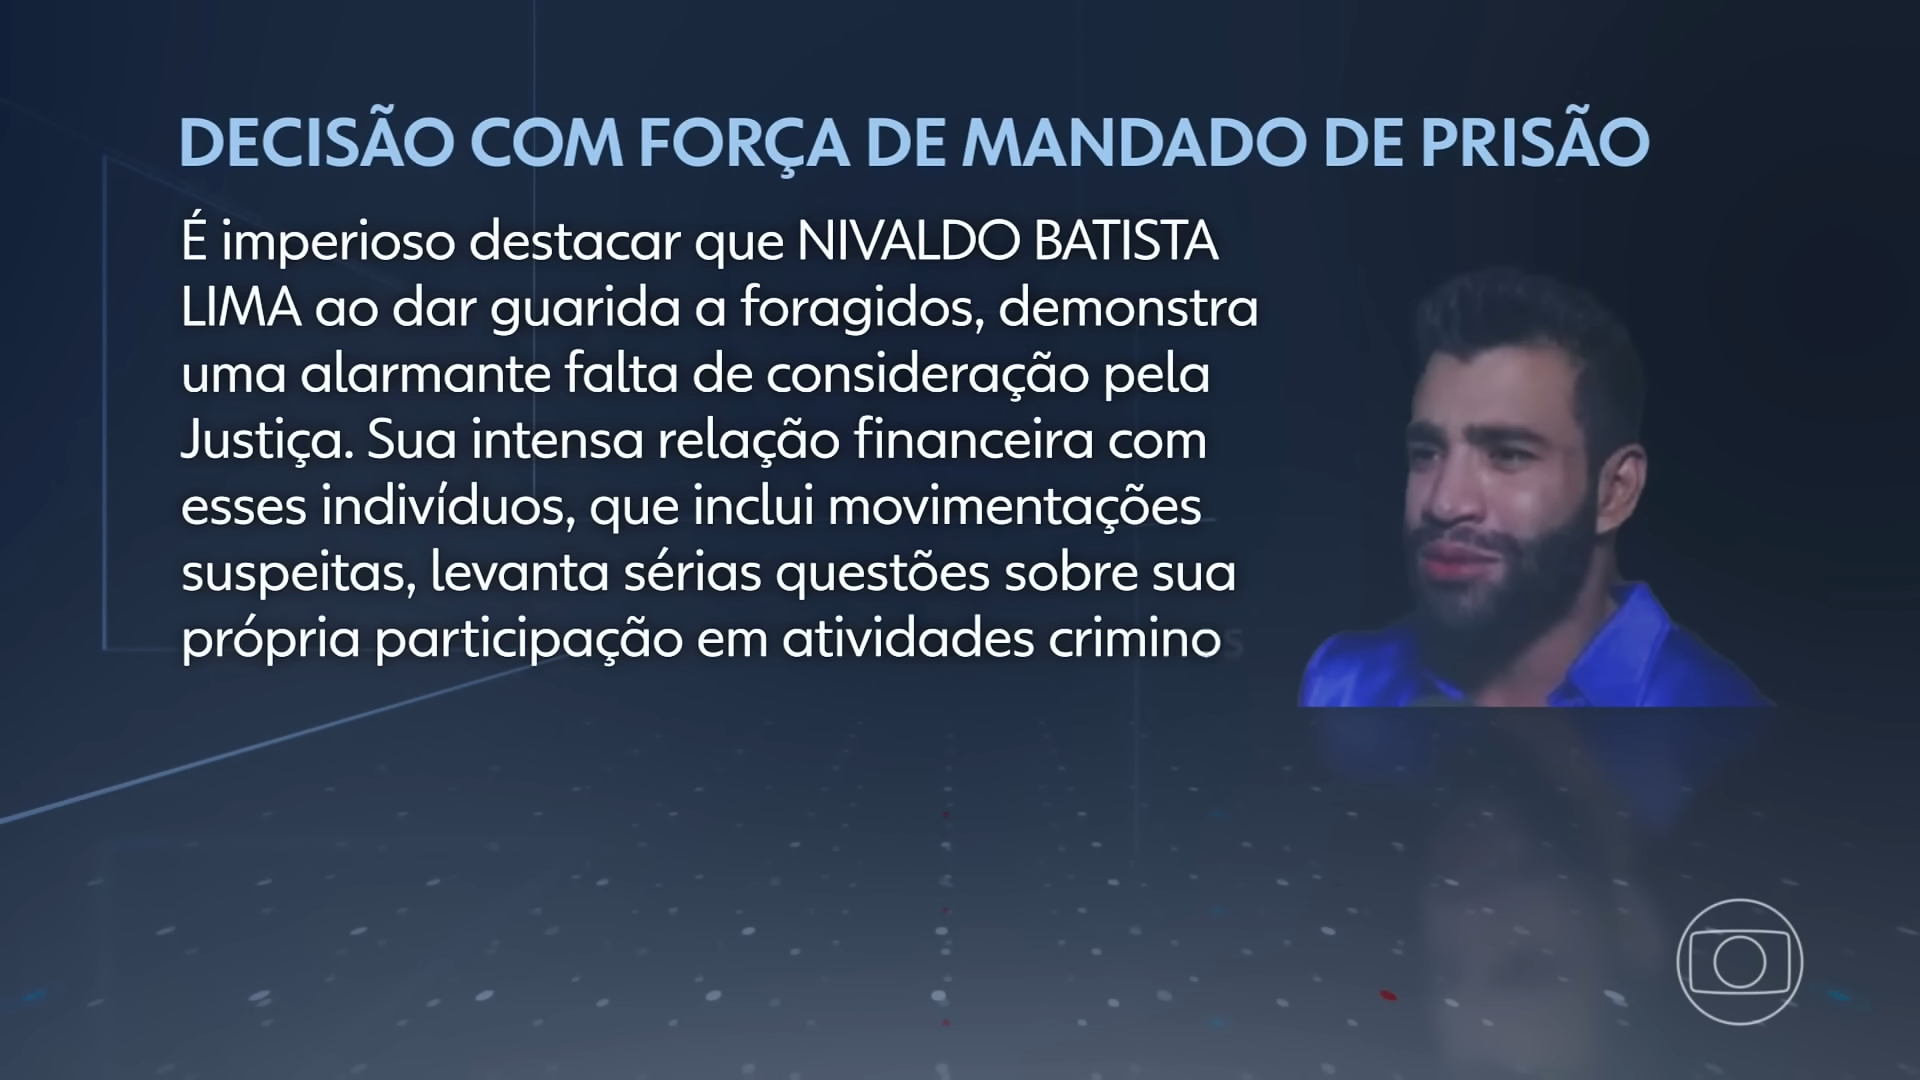 DECISÃO COM FORÇA DE MANDADO DE PRISÃO
É imperioso destacar que NIVALDO BATISTA
LIMA ao dar guarida a foragidos, demonstra
uma alarmante falta de consideração pela
Justiça. Sua intensa relação financeira com
esses indivíduos, que inclui movimentações
suspeitas, levanta sérias questões sobre sua
própria participação em atividades criminos